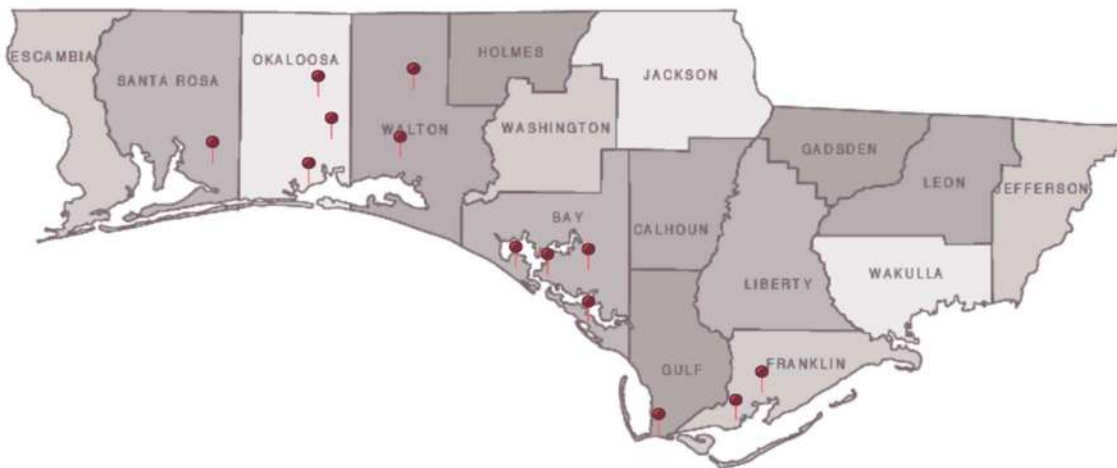 ESCAMBIA
SANTA ROSA
OKALOOSA
WALTON
HOLMES
WASHINGTON
JACKSON
BAY
CALHOUN
GULF
LIBERTY
GADSDEN
FRANKLIN
LEON
WAKULLA
JEFFERSON